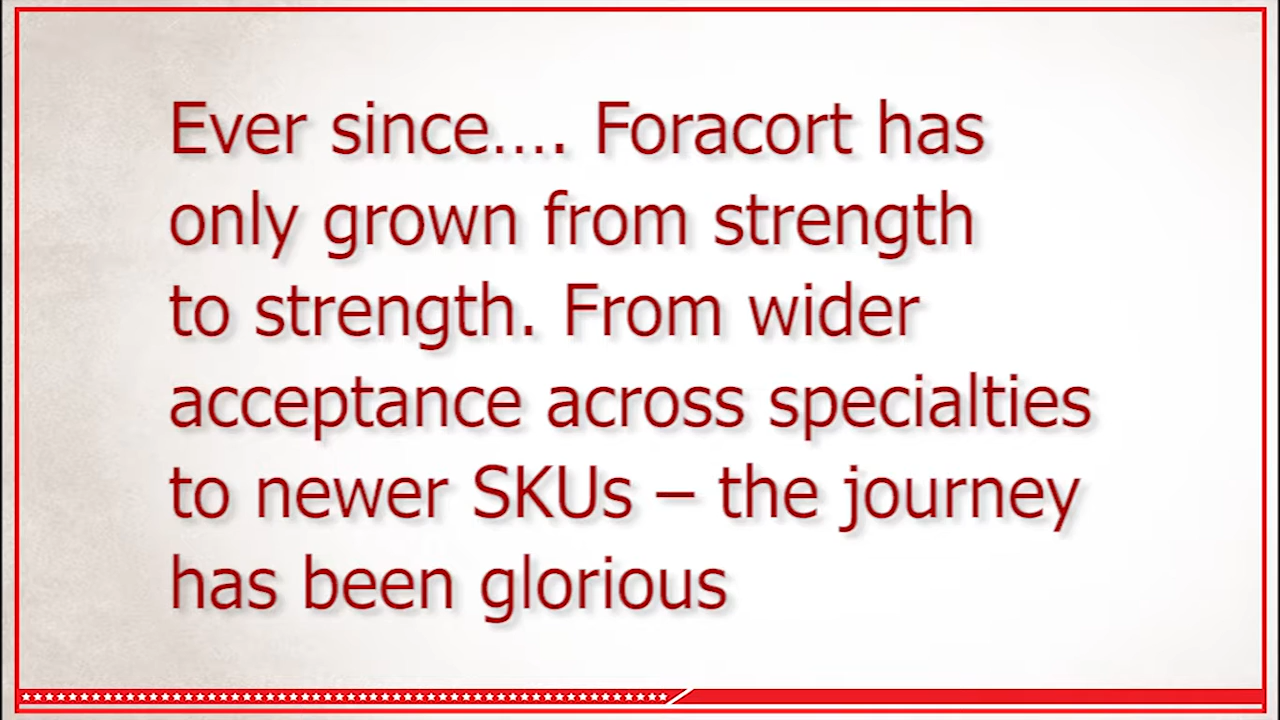 Ever since.... Foracort has
only grown from strength
to strength. From wider
acceptance across specialties
to newer SKUs – the journey
has been glorious